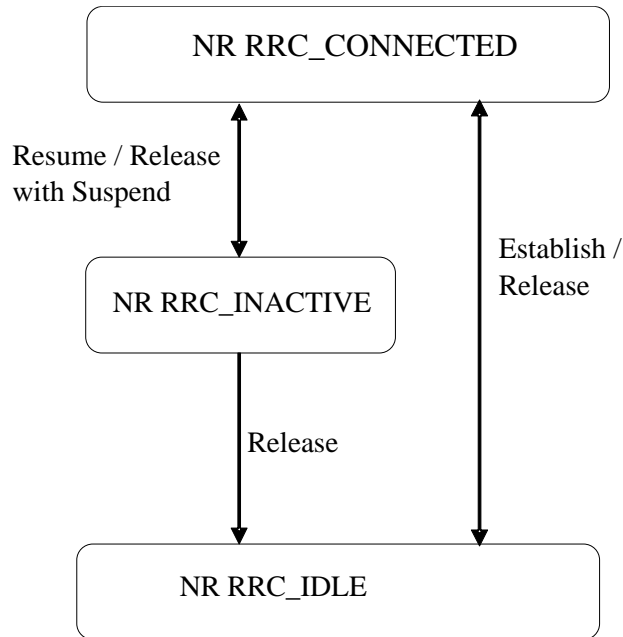 NR RRC_CONNECTED
Resume / Release
with Suspend
Establish /
Release
NR RRC_INACTIVE
Release
NR RRC_IDLE